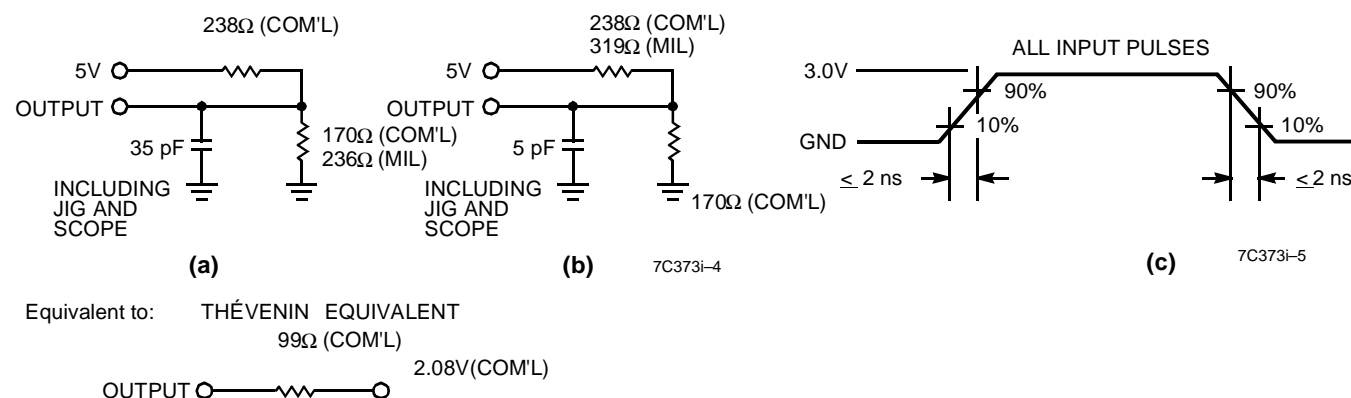 238Ω (COM'L)
5V
OUTPUT
35 pF
170Ω (COM'L)
236Ω (MIL)
INCLUDING
JIG AND
SCOPE
(a)
238Ω (COM'L)
319Ω (MIL)
5V
OUTPUT
5 pF
INCLUDING
JIG AND
SCOPE
170Ω (COM'L)
(b)
7C373i–4
ALL INPUT PULSES
3.0V
90%
10%
GND
≤ 2 ns
90%
10%
≤ 2 ns
(c)
7C373i–5
Equivalent to: THÉVENIN EQUIVALENT
99Ω (COM'L)
2.08V(COM'L)
OUTPUT